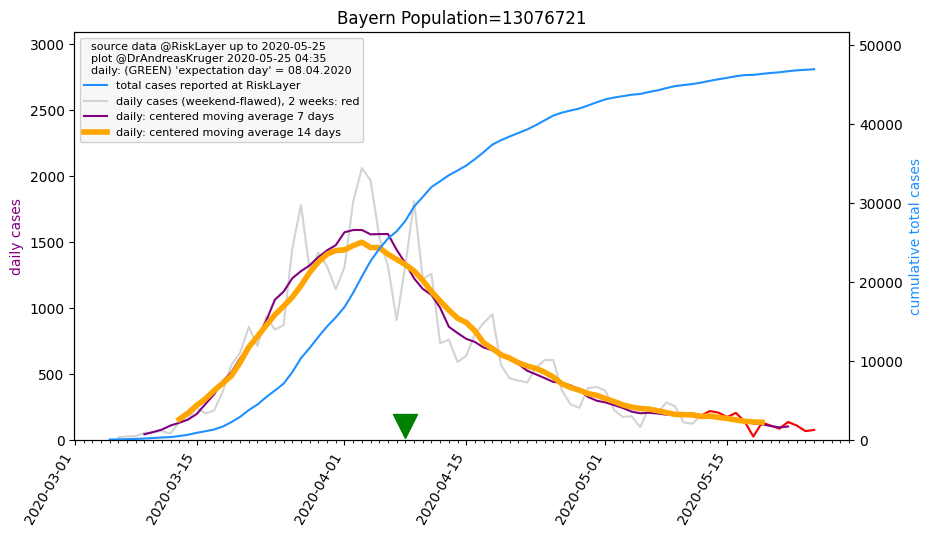 Bayern Population=13076721
source data @RiskLayer up to 2020-05-25
plot @DrAndreasKruger 2020-05-25 04:35
daily: (GREEN) 'expectation day' = 08.04.2020
total cases reported at RiskLayer
daily cases (weekend-flawed), 2 weeks: red
daily: centered moving average 7 days
daily: centered moving average 14 days
daily cases
3000
2500
2000
1500
1000
500
0
50000
40000
30000
20000
10000
0
cumulative total cases
2020-03-01
2020-03-15
2020-04-01
2020-04-15
2020-05-01
2020-05-15